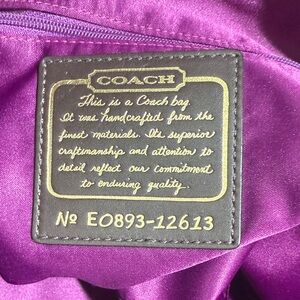 COACH
This is a Coach bag.
It was handcrafted from the
finest materials. Its superior
craftsmanship and attention to
detail reflect our commitment
to enduring quality.
No E0893-12613